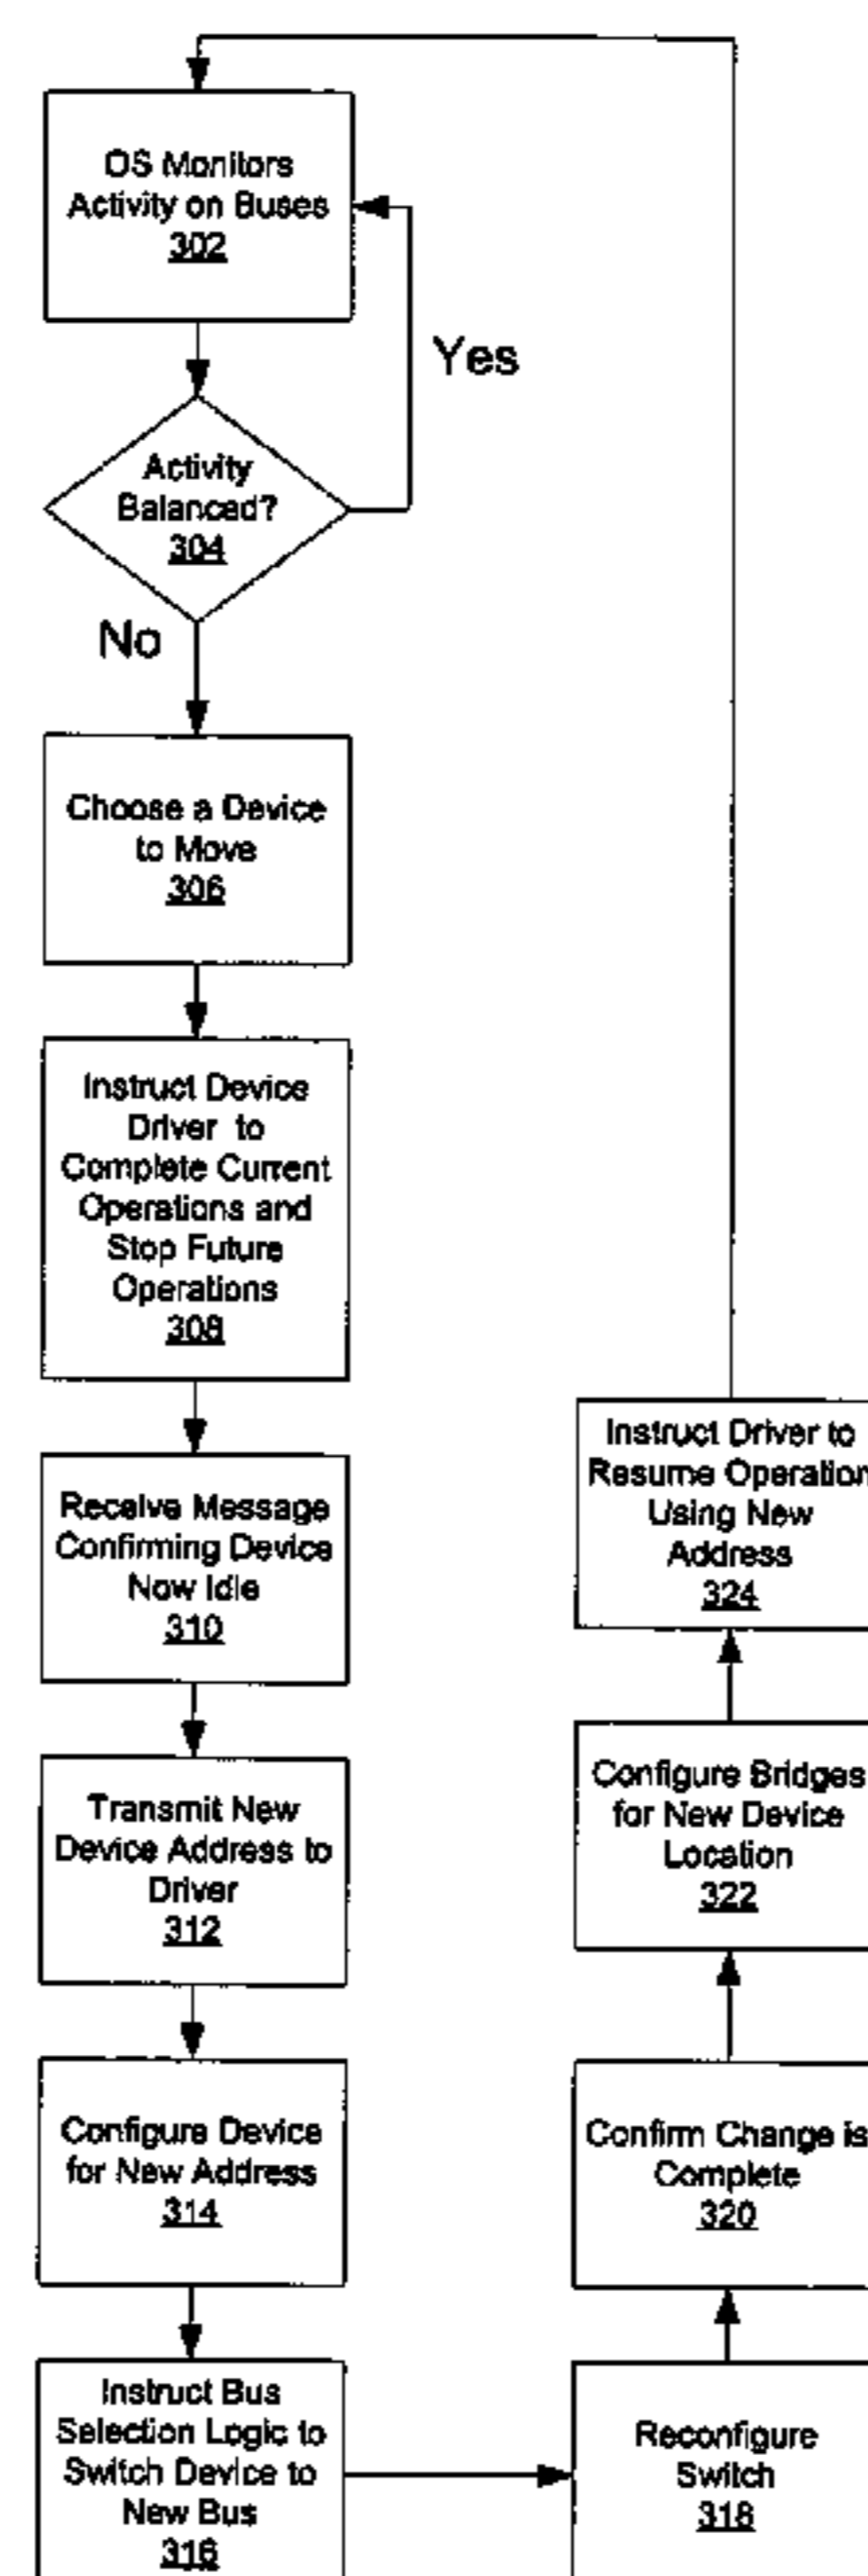 OS Monitors
Activity on Buses
302
Yes
Activity
Balanced?
304
No
Choose a Device
to Move
306
Instruct Device
Driver to
Complete Current
Operations and
Stop Future
Operations
308
Receive Message
Confirming Device
Now Idle
310
Transmit New
Device Address to
Driver
312
Configure Device
for New Address
314
Instruct Bus
Selection Logic to
Switch Device to
New Bus
316
Reconfigure
Switch
318
Confirm Change is
Complete
320
Configure Bridges
for New Device
Location
322
Instruct Driver to
Resume Operation
Using New
Address
324